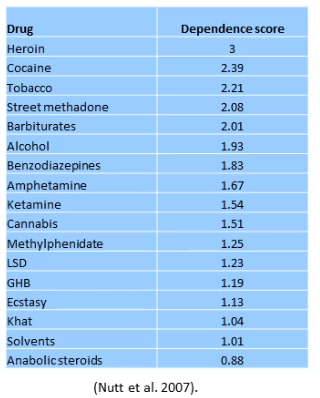 Drug Dependence score
Heroin 3
Cocaine 2.39
Tobacco 2.21
Street methadone 2.08
Barbiturates 2.01
Alcohol 1.93
Benzodiazepines 1.83
Amphetamine 1.67
Ketamine 1.54
Cannabis 1.51
Methylphenidate 1.25
LSD 1.23
GHB 1.19
Ecstasy 1.13
Khat 1.04
Solvents 1.01
Anabolic steroids 0.88
(Nutt et al. 2007).